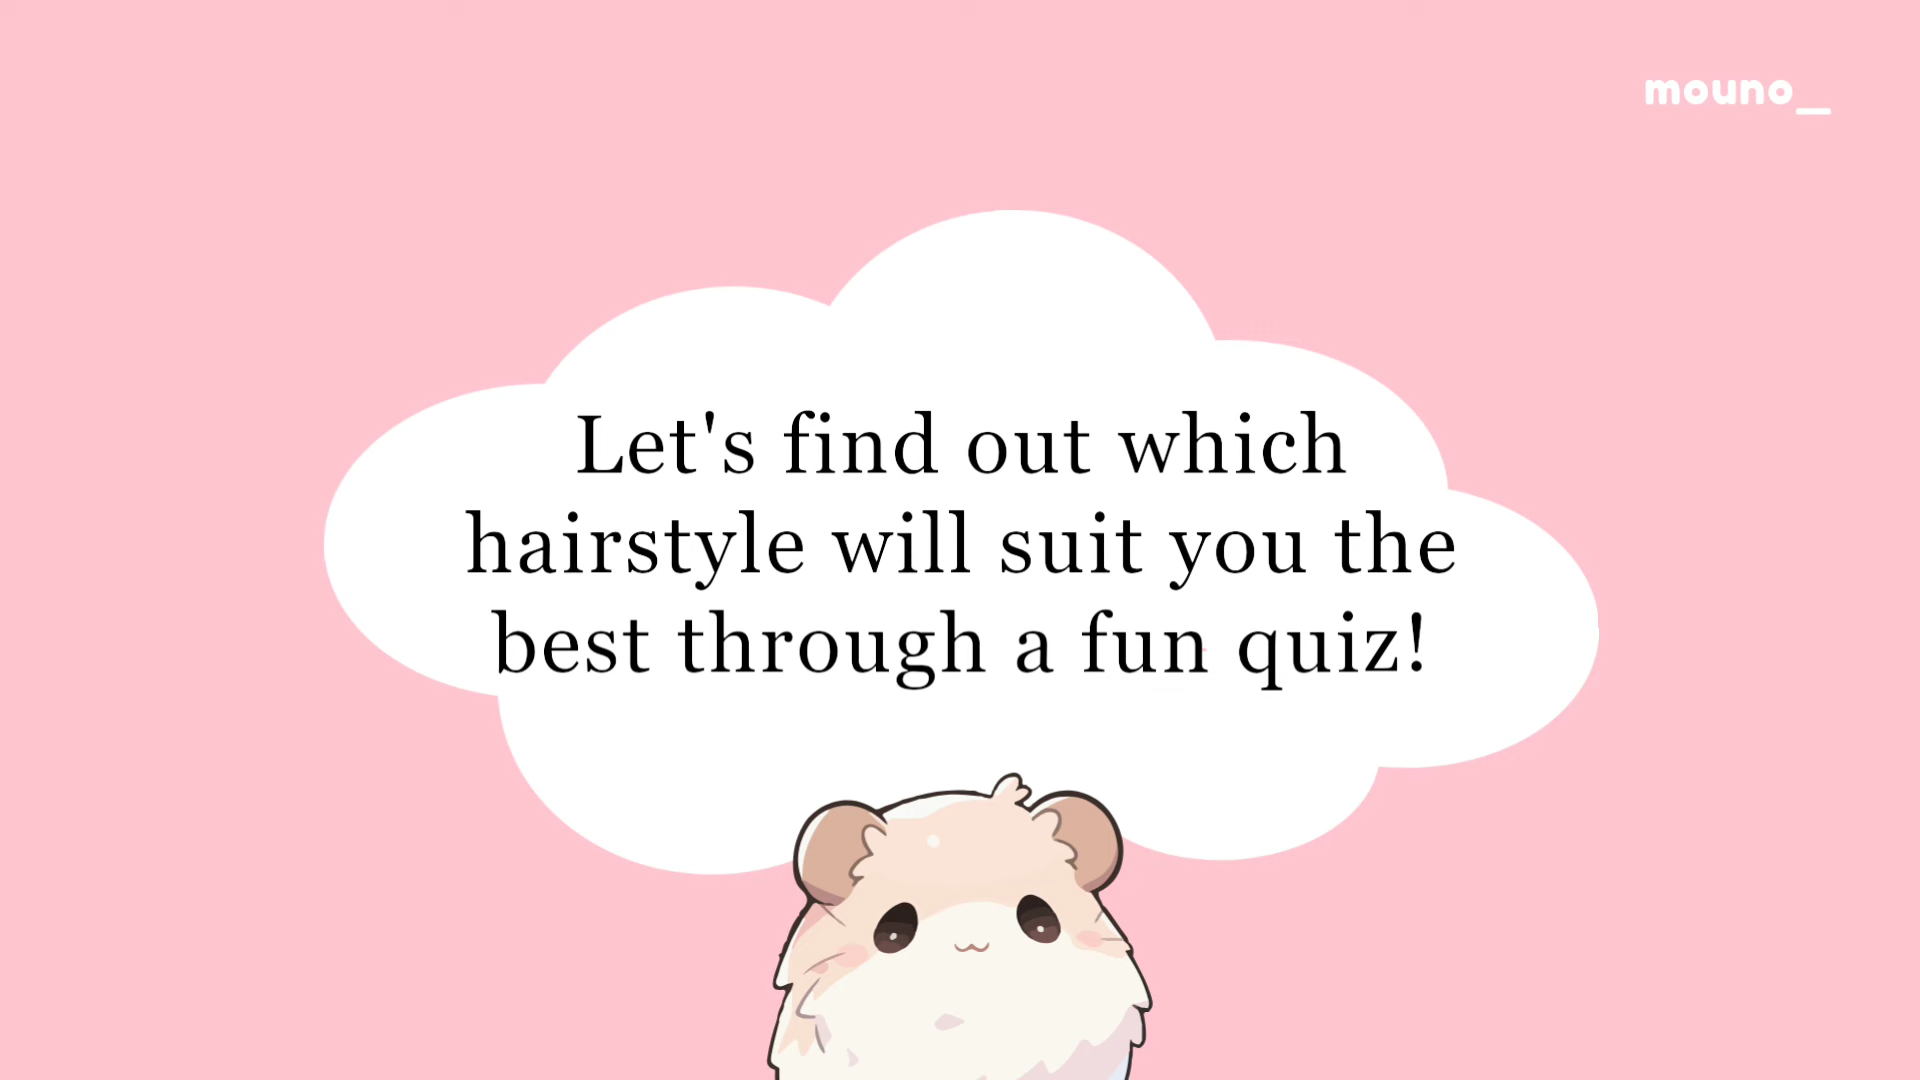 mouno_
Let's find out which
hairstyle will suit you the
best through a fun quiz!